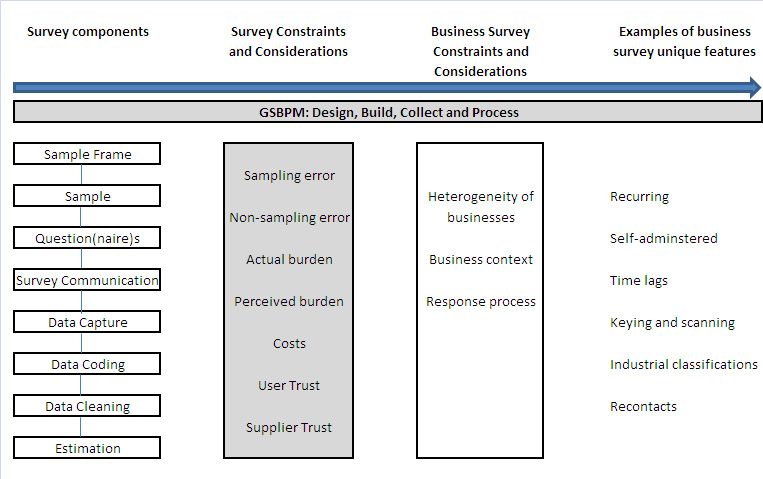 Survey components
Survey Constraints
and Considerations
Business Survey
Constraints and
Considerations
Examples of business
survey unique features
GSBPM: Design, Build, Collect and Process
Sample Frame
Sample
Question(naire)s
Survey Communication
Data Capture
Data Coding
Data Cleaning
Estimation
Sampling error
Non-sampling error
Actual burden
Perceived burden
Costs
User Trust
Supplier Trust
Heterogeneity of
businesses
Business context
Response process
Recurring
Self-adminstered
Time lags
Keying and scanning
Industrial classifications
Recontacts